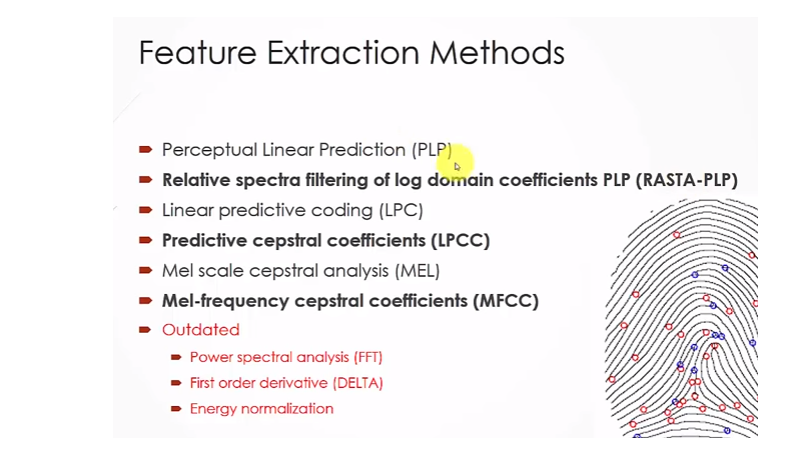 Feature Extraction Methods
Perceptual Linear Prediction (PLP)
Relative spectra filtering of log domain coefficients PLP (RASTA-PLP)
Linear predictive coding (LPC)
Predictive cepstral coefficients (LPCC)
Mel scale cepstral analysis (MEL)
Mel-frequency cepstral coefficients (MFCC)
Outdated
Power spectral analysis (FFT)
First order derivative (DELTA)
Energy normalization